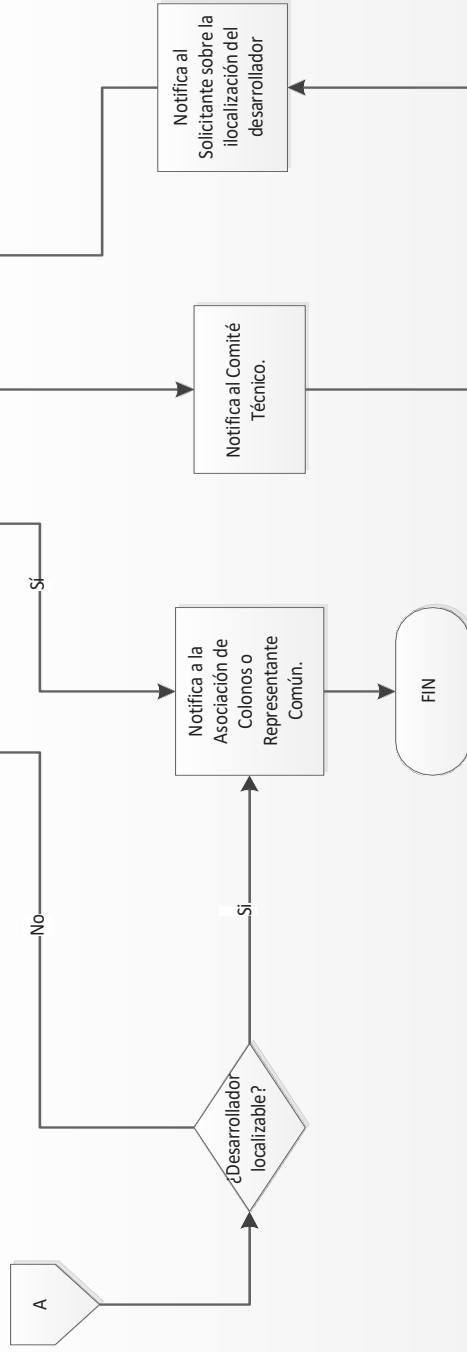 A
¿Desarrollador
localizable?
No
Si
Sí
Notifica a la
Asociación de
Colonos o
Representante
Común.
FIN
Notifica al Comité
Técnico.
Notifica al
Solicitante sobre la
ilocalización del
desarrollador